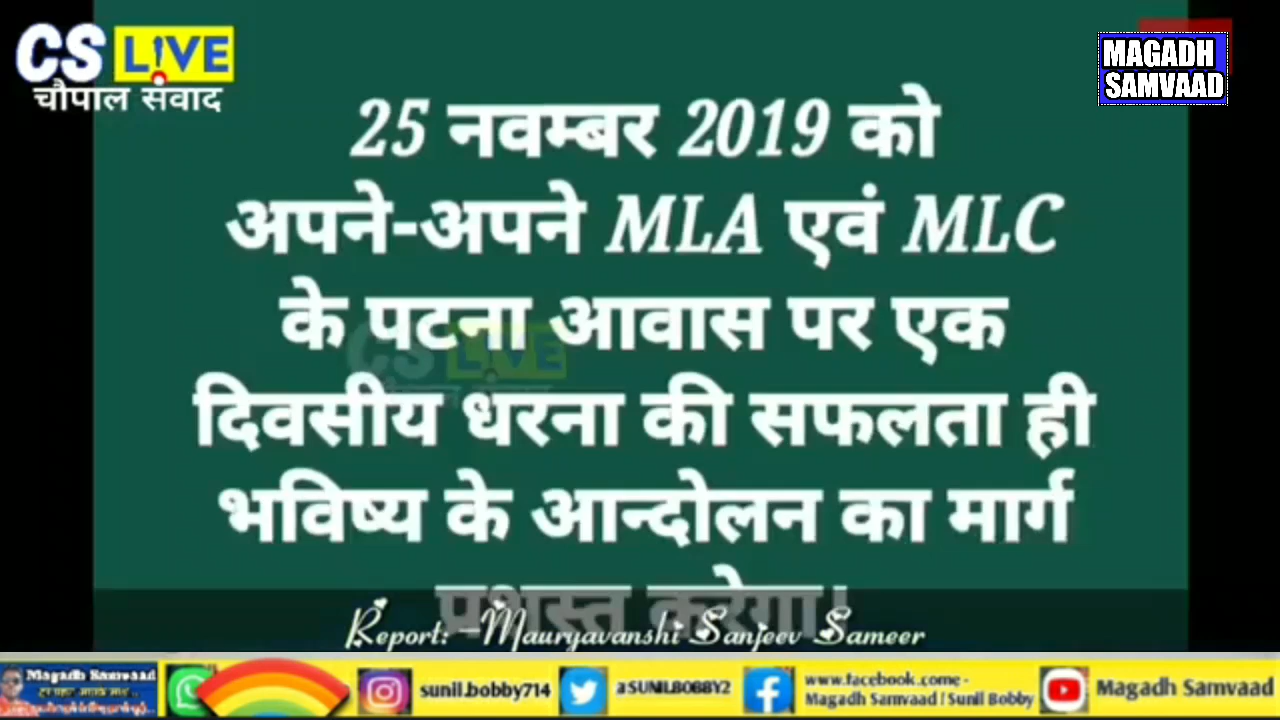 CS LIVE
चौपाल संवाद
MAGADH
SAMVAAD
25 नवम्बर 2019 को
अपने-अपने MLA एवं MLC
के पटना आवास पर एक
दिवसीय धरना की सफलता ही
भविष्य के आन्दोलन का मार्ग
प्रशस्त करेगा।
Report: -Mauryavanshi Sanjeev Sameer
Magadh Samvaad
sunil.bobby714
@SUNILBOBBY2
www.facebook.come-
Magadh Samvaad / Sunil Bobby
Magadh Samvaad